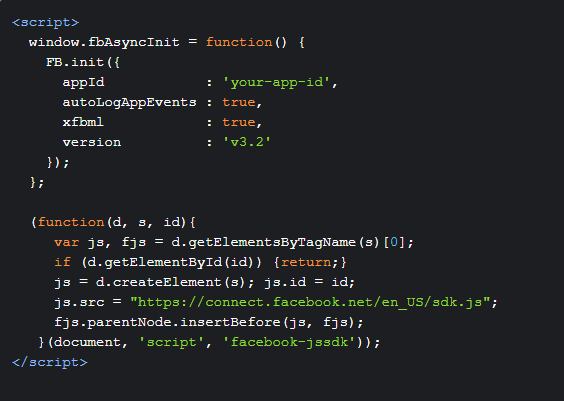 <script>
  window.fbAsyncInit = function() {
    FB.init({
      appId            : 'your-app-id',
      autoLogAppEvents : true,
      xfbml            : true,
      version          : 'v3.2'
    });
  };

  (function(d, s, id){
     var js, fjs = d.getElementsByTagName(s)[0];
     if (d.getElementById(id)) {return;}
     js = d.createElement(s); js.id = id;
     js.src = "https://connect.facebook.net/en_US/sdk.js";
     fjs.parentNode.insertBefore(js, fjs);
   }(document, 'script', 'facebook-jssdk'));
</script>